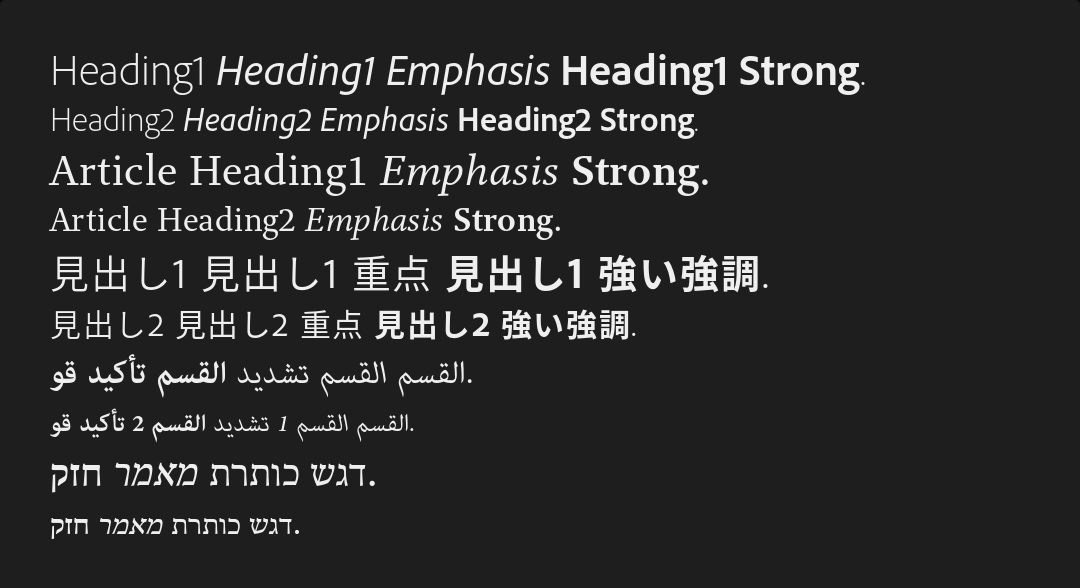 Heading1 Heading1 Emphasis Heading1 Strong.
Heading2 Heading2 Emphasis Heading2 Strong.
Article Heading1 Emphasis Strong.
Article Heading2 Emphasis Strong.
見出し1 見出し1 重点 見出し1 強い強調.
見出し2 見出し2 重点 見出し2 強い強調.
القسم القسم تشديد القسم تأكيد قو.
القسم القسم 1 تشديد القسم 2 تأكيد قو.
דגש כותרת מאמר חזק.
דגש כותרת מאמר חזק.